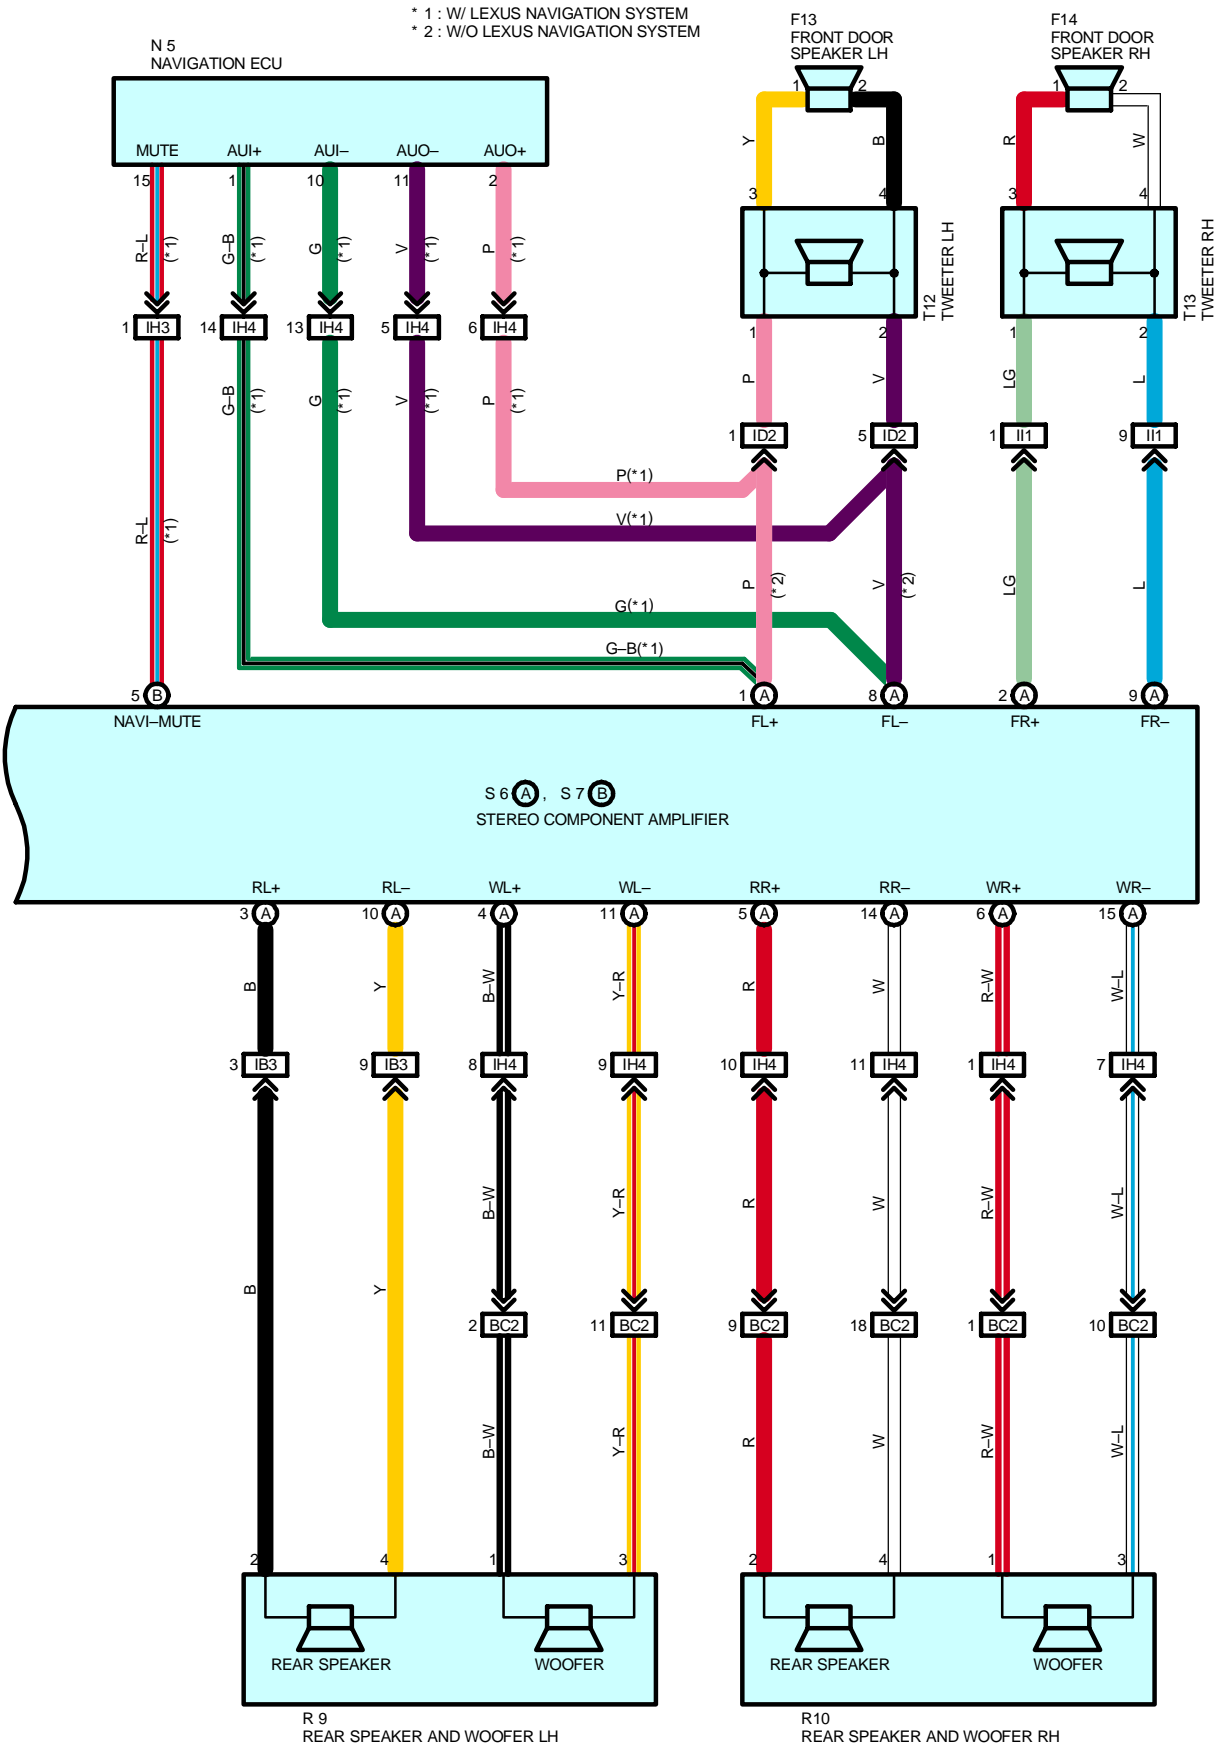 * 1 : W/ LEXUS NAVIGATION SYSTEM
* 2 : W/O LEXUS NAVIGATION SYSTEM
N 5
NAVIGATION ECU
F13
FRONT DOOR
SPEAKER LH
F14
FRONT DOOR
SPEAKER RH
1 2 1 2
Y B R W
MUTE AUI+ AUI– AUO– AUO+
15 1 10 11 2
3 4 3 4
R–L (*1) G–B (*1) G (*1) V (*1) P (*1)
T12
TWEETER LH
T13
TWEETER RH
1 IH3 14 IH4 13 IH4 5 IH4 6 IH4
1 2 1 2
P V LG L
G–B (*1) G (*1) V (*1) P (*1)
1 ID2 5 ID2 1 II1 9 II1
P(*1)
V(*1)
R–L (*1)
P (*2) V (*2) LG L
G(*1)
G–B(*1)
5 B 1 A 8 A 2 A 9 A
NAVI–MUTE FL+ FL– FR+ FR–
S 6 A , S 7 B
STEREO COMPONENT AMPLIFIER
RL+ RL– WL+ WL– RR+ RR– WR+ WR–
3 A 10 A 4 A 11 A 5 A 14 A 6 A 15 A
B Y B–W Y–R R W R–W W–L
3 IB3 9 IB3 8 IH4 9 IH4 10 IH4 11 IH4 1 IH4 7 IH4
B–W Y–R R W R–W W–L
B Y
2 BC2 11 BC2 9 BC2 18 BC2 1 BC2 10 BC2
B–W Y–R R W R–W W–L
2 4 1 3 2 4 1 3
REAR SPEAKER WOOFER REAR SPEAKER WOOFER
R 9
REAR SPEAKER AND WOOFER LH
R10
REAR SPEAKER AND WOOFER RH